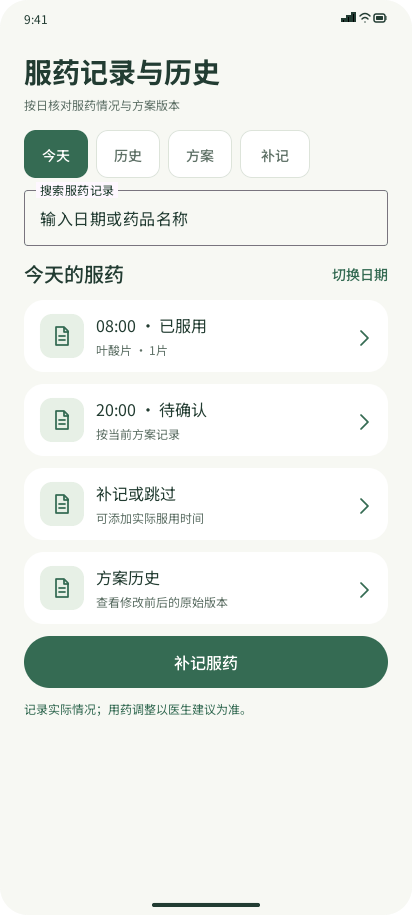 9:41
服药记录与历史
按日核对服药情况与方案版本
今天
历史
方案
补记
搜索服药记录
输入日期或药品名称
今天的服药
切换日期
08:00 · 已服用
叶酸片 · 1片
20:00 · 待确认
按当前方案记录
补记或跳过
可添加实际服用时间
方案历史
查看修改前后的原始版本
补记服药
记录实际情况；用药调整以医生建议为准。